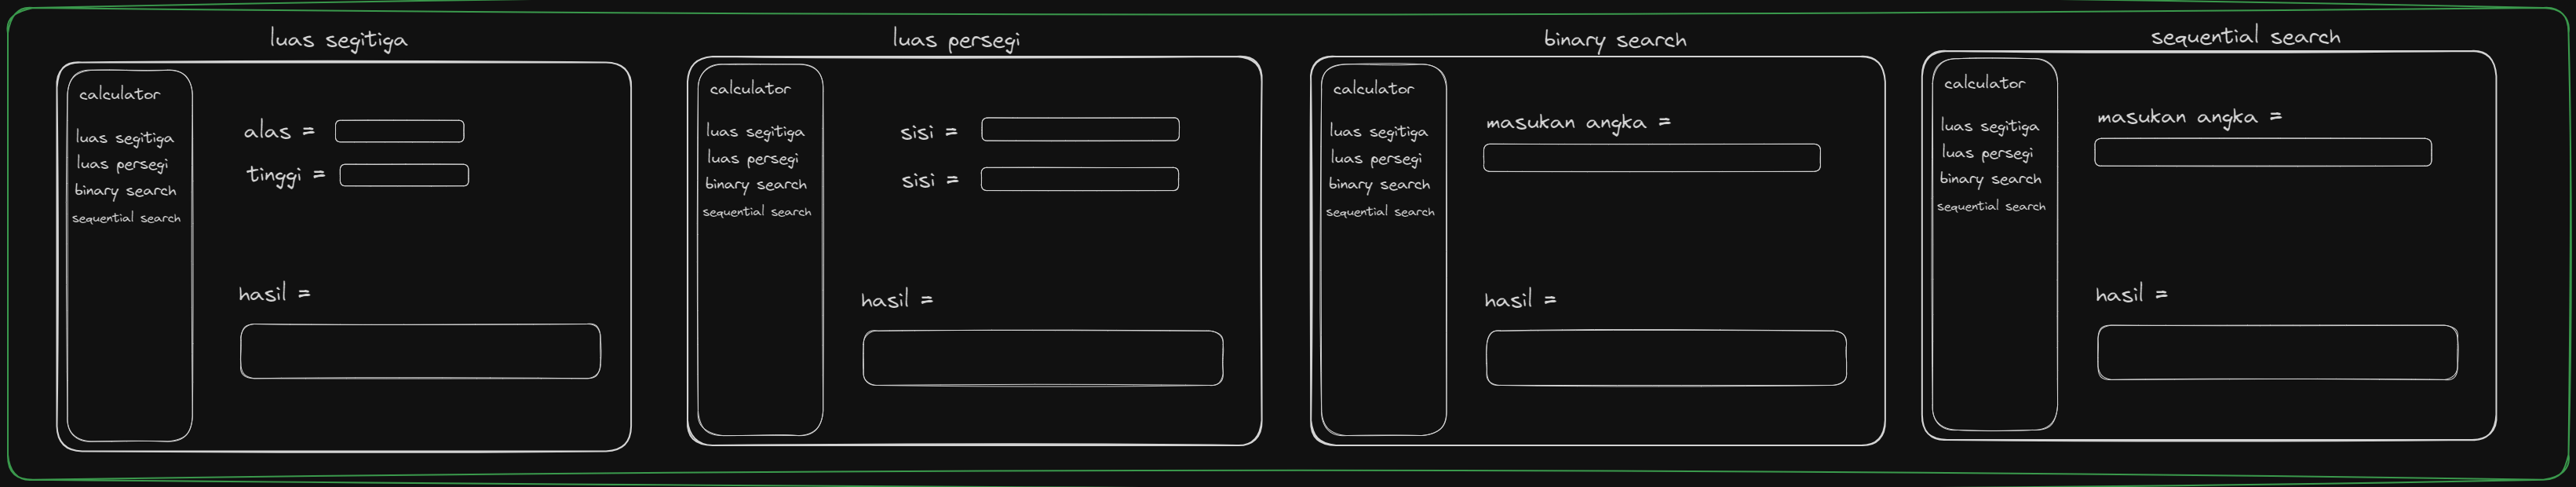 luas segitiga
calculator
luas segitiga
luas persegi
binary search
sequential search
alas =
tinggi =
hasil =
luas persegi
calculator
luas segitiga
luas persegi
binary search
sequential search
sisi =
sisi =
hasil =
binary search
calculator
luas segitiga
luas persegi
binary search
sequential search
masukan angka =
hasil =
sequential search
calculator
luas segitiga
luas persegi
binary search
sequential search
masukan angka =
hasil =